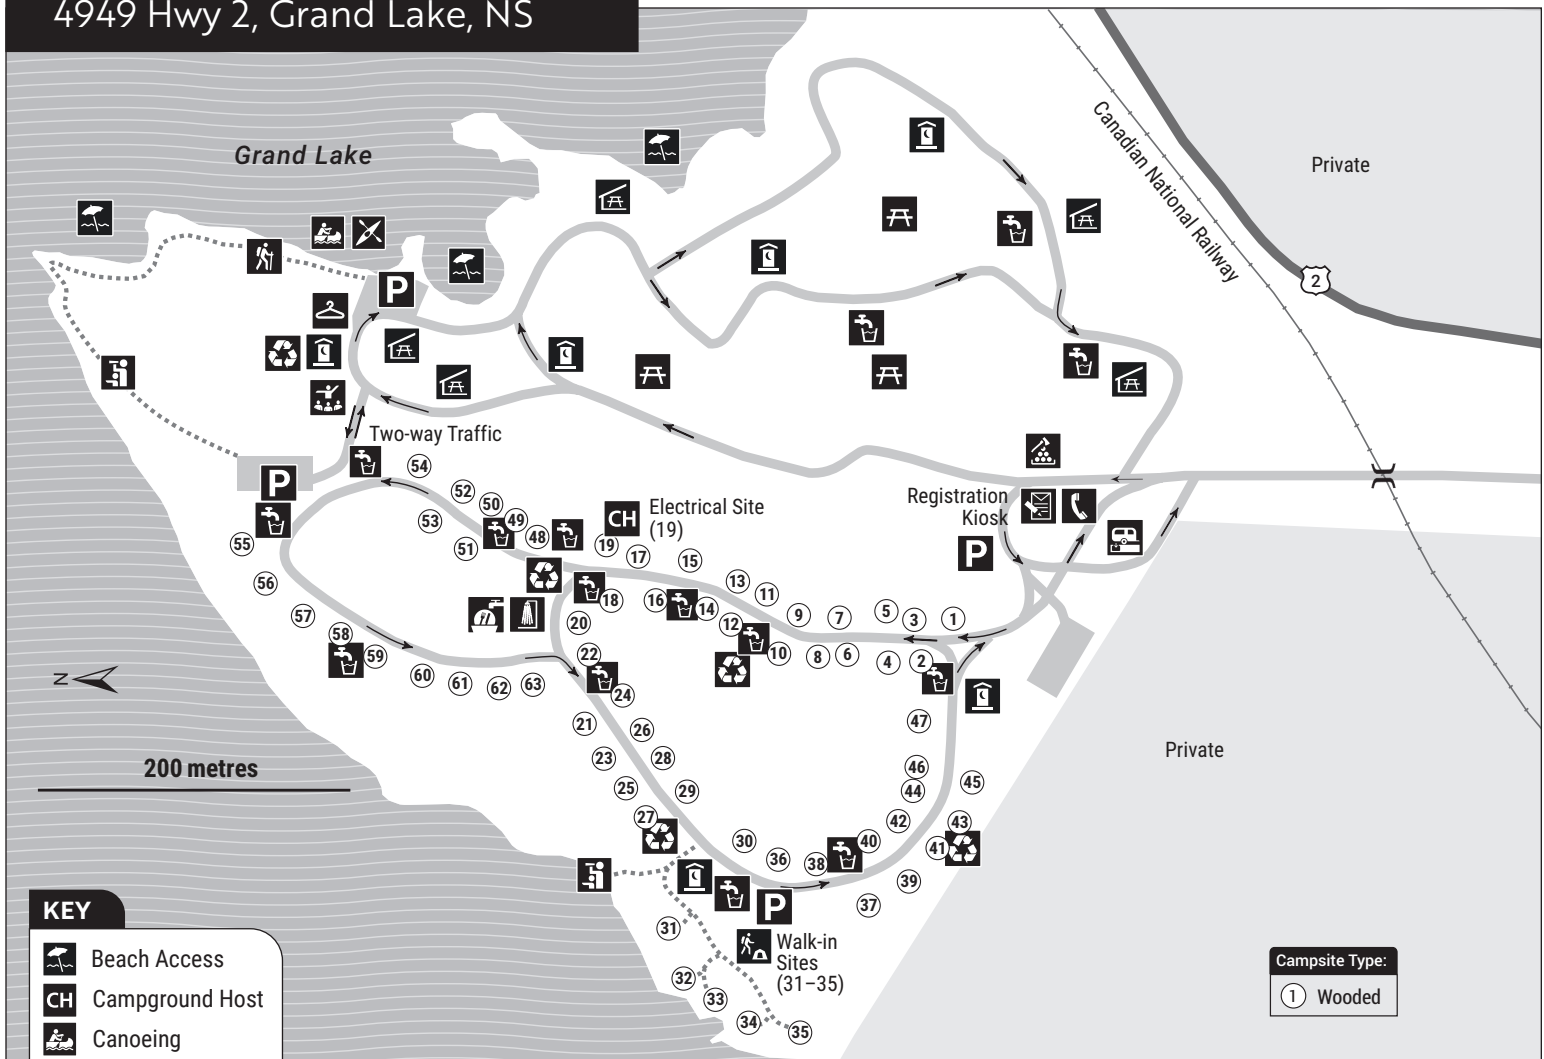 4949 Hwy 2, Grand Lake, NS
Grand Lake
Canadian National Railway
Private
2
P
Two-way Traffic
P
54
52
50
49
48
53
51
55
56
57
58
59
60
61
62
63
CH
Electrical Site
(19)
19
17
15
13
11
9
7
5
3
1
18
16
14
12
10
8
6
4
2
20
22
24
21
23
25
27
26
28
29
30
36
38
40
42
44
46
47
45
43
41
39
37
Registration
Kiosk
P
N
200 metres
Private
P
Walk-in
Sites
(31–35)
31
32
33
34
35
KEY
Beach Access
CH Campground Host
Canoeing
Campsite Type:
1 Wooded